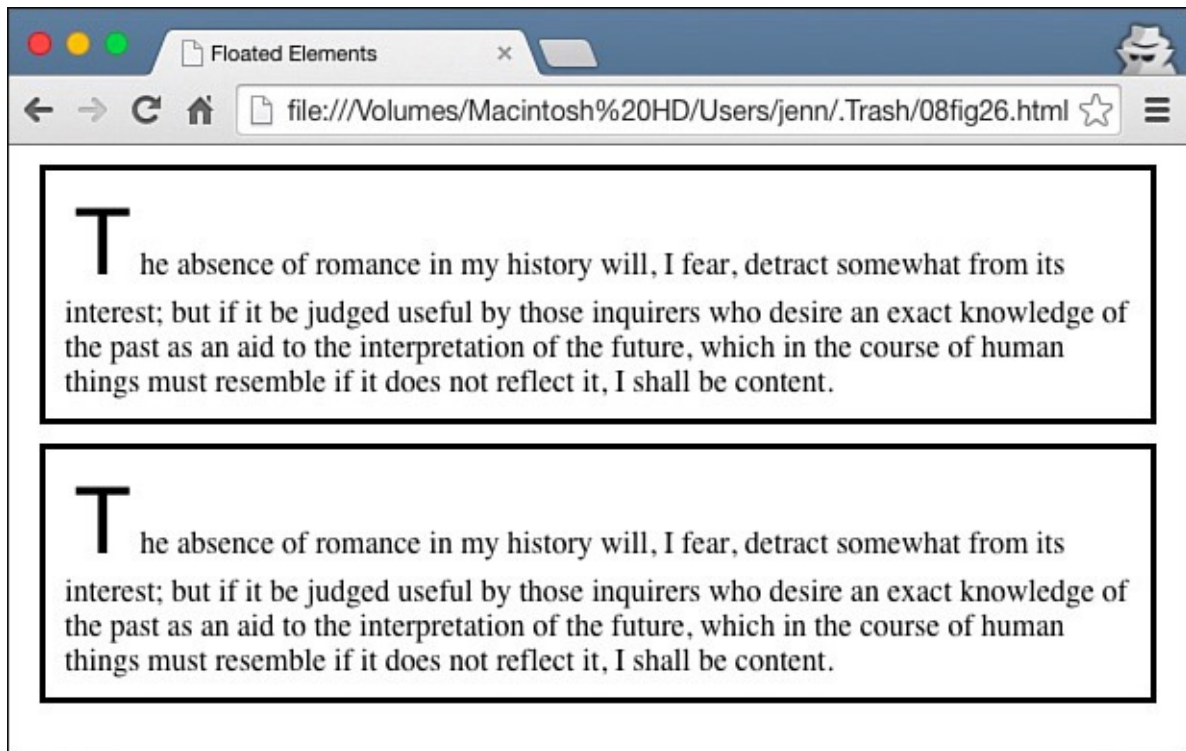 Floated Elements
file:///Volumes/Macintosh%20HD/Users/jenn/.Trash/08fig26.html
The absence of romance in my history will, I fear, detract somewhat from its
interest; but if it be judged useful by those inquirers who desire an exact knowledge of
the past as an aid to the interpretation of the future, which in the course of human
things must resemble if it does not reflect it, I shall be content.
The absence of romance in my history will, I fear, detract somewhat from its
interest; but if it be judged useful by those inquirers who desire an exact knowledge of
the past as an aid to the interpretation of the future, which in the course of human
things must resemble if it does not reflect it, I shall be content.